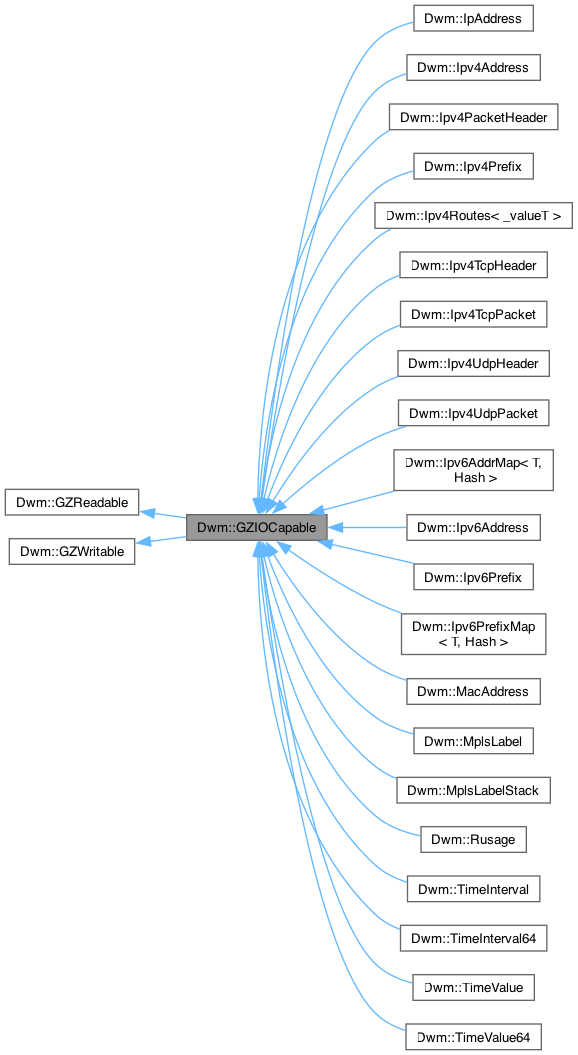 Dwm::IpAddress
Dwm::Ipv4Address
Dwm::Ipv4PacketHeader
Dwm::Ipv4Prefix
Dwm::Ipv4Routes< _valueT >
Dwm::Ipv4TcpHeader
Dwm::Ipv4TcpPacket
Dwm::Ipv4UdpHeader
Dwm::Ipv4UdpPacket
Dwm::Ipv6AddrMap< T,
Hash >
Dwm::GZReadable
Dwm::GZWritable
Dwm::GZIOCapable
Dwm::Ipv6Address
Dwm::Ipv6Prefix
Dwm::Ipv6PrefixMap
< T, Hash >
Dwm::MacAddress
Dwm::MplsLabel
Dwm::MplsLabelStack
Dwm::Rusage
Dwm::TimeInterval
Dwm::TimeInterval64
Dwm::TimeValue
Dwm::TimeValue64